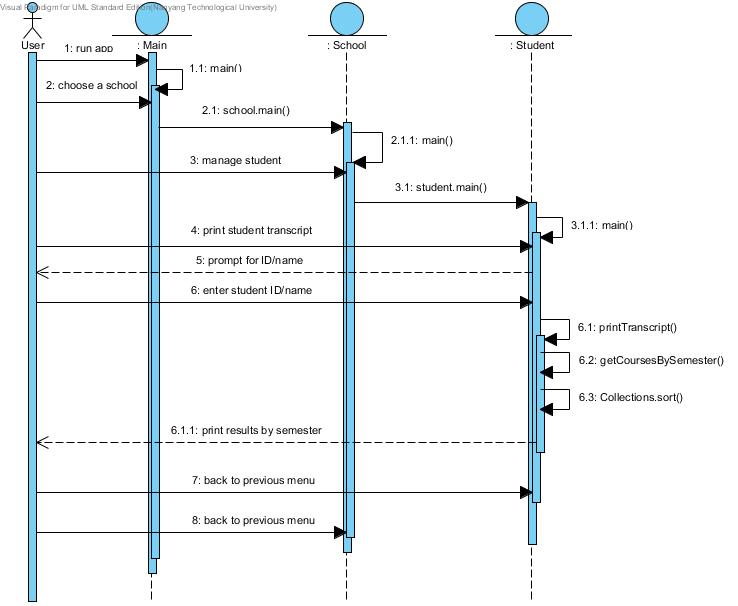 Visual Paradigm for UML Standard Edition(Nanyang Technological University)
User
: Main
: School
: Student
1: run app
1.1: main()
2: choose a school
2.1: school.main()
2.1.1: main()
3: manage student
3.1: student.main()
3.1.1: main()
4: print student transcript
5: prompt for ID/name
6: enter student ID/name
6.1: printTranscript()
6.2: getCoursesBySemester()
6.3: Collections.sort()
6.1.1: print results by semester
7: back to previous menu
8: back to previous menu